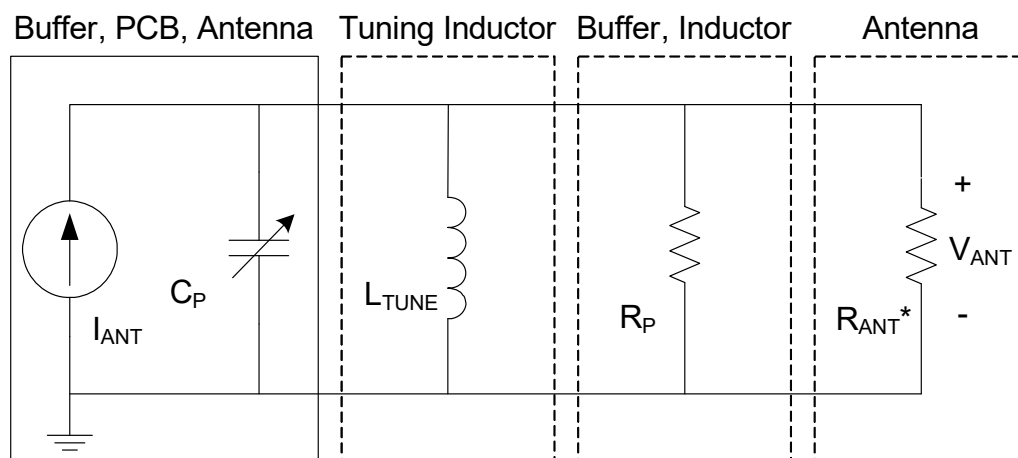 Buffer, PCB, Antenna
Tuning Inductor
Buffer, Inductor
Antenna
I_ANT
C_P
L_TUNE
R_P
R_ANT*
+
V_ANT
-